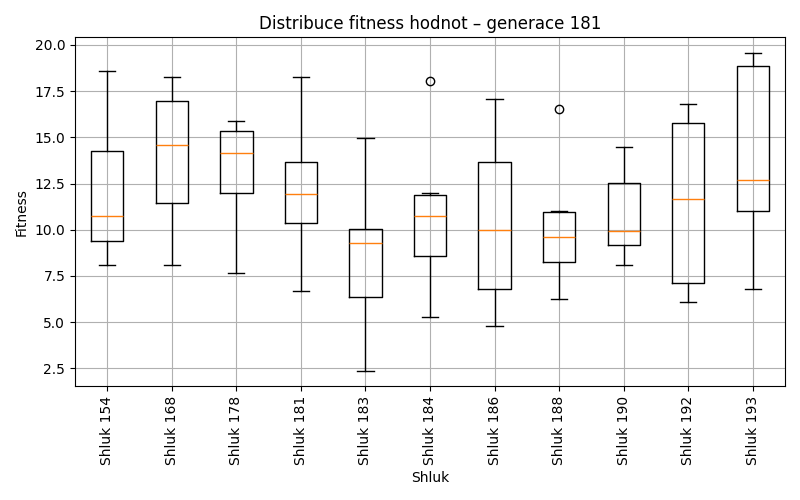 Distribuce fitness hodnot – generace 181
Fitness
20.0
17.5
15.0
12.5
10.0
7.5
5.0
2.5
Shluk 154
Shluk 168
Shluk 178
Shluk 181
Shluk 183
Shluk 184
Shluk 186
Shluk 188
Shluk 190
Shluk 192
Shluk 193
Shluk